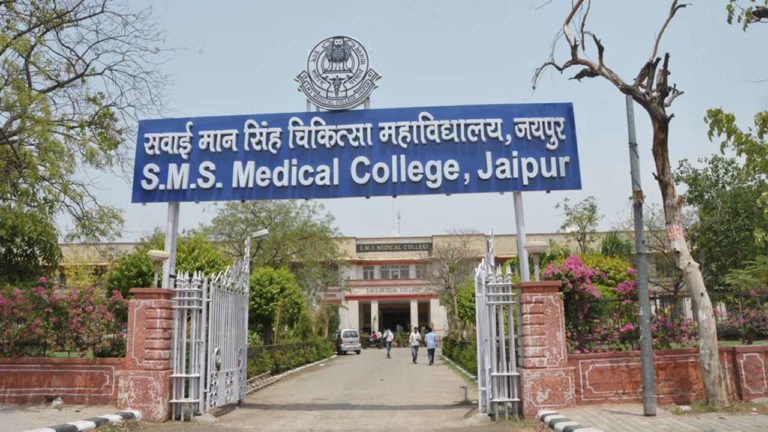 सवाई मान सिंह चिकित्सा महाविद्यालय, जयपुर
S.M.S. Medical College, Jaipur
S.M.S. MEDICAL COLLEGE